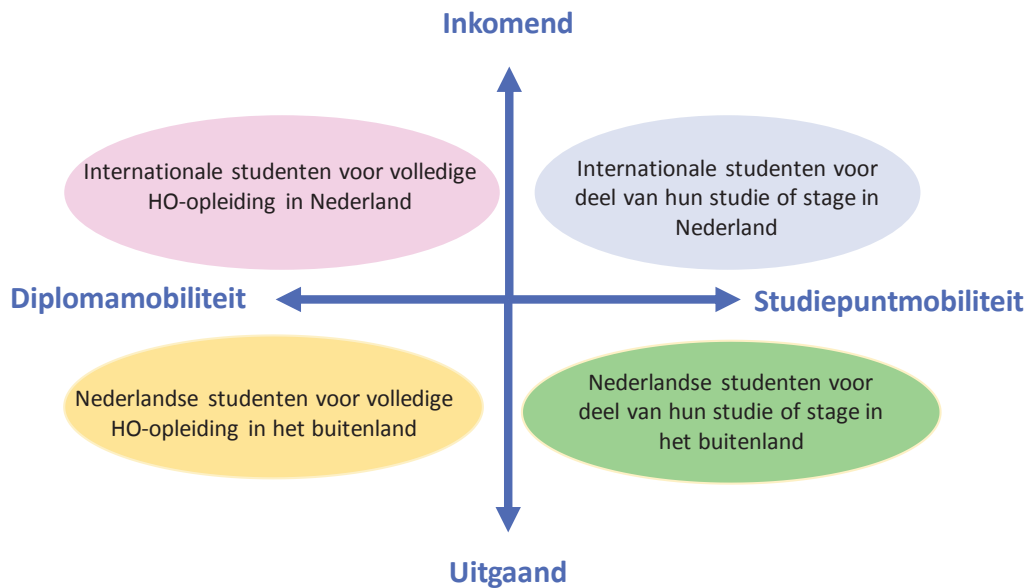 Inkomend
Internationale studenten voor volledige
HO-opleiding in Nederland
Internationale studenten voor
deel van hun studie of stage in
Nederland
Diplomamobiliteit
Studiepuntmobiliteit
Nederlandse studenten voor volledige
HO-opleiding in het buitenland
Nederlandse studenten voor
deel van hun studie of stage in
het buitenland
Uitgaand